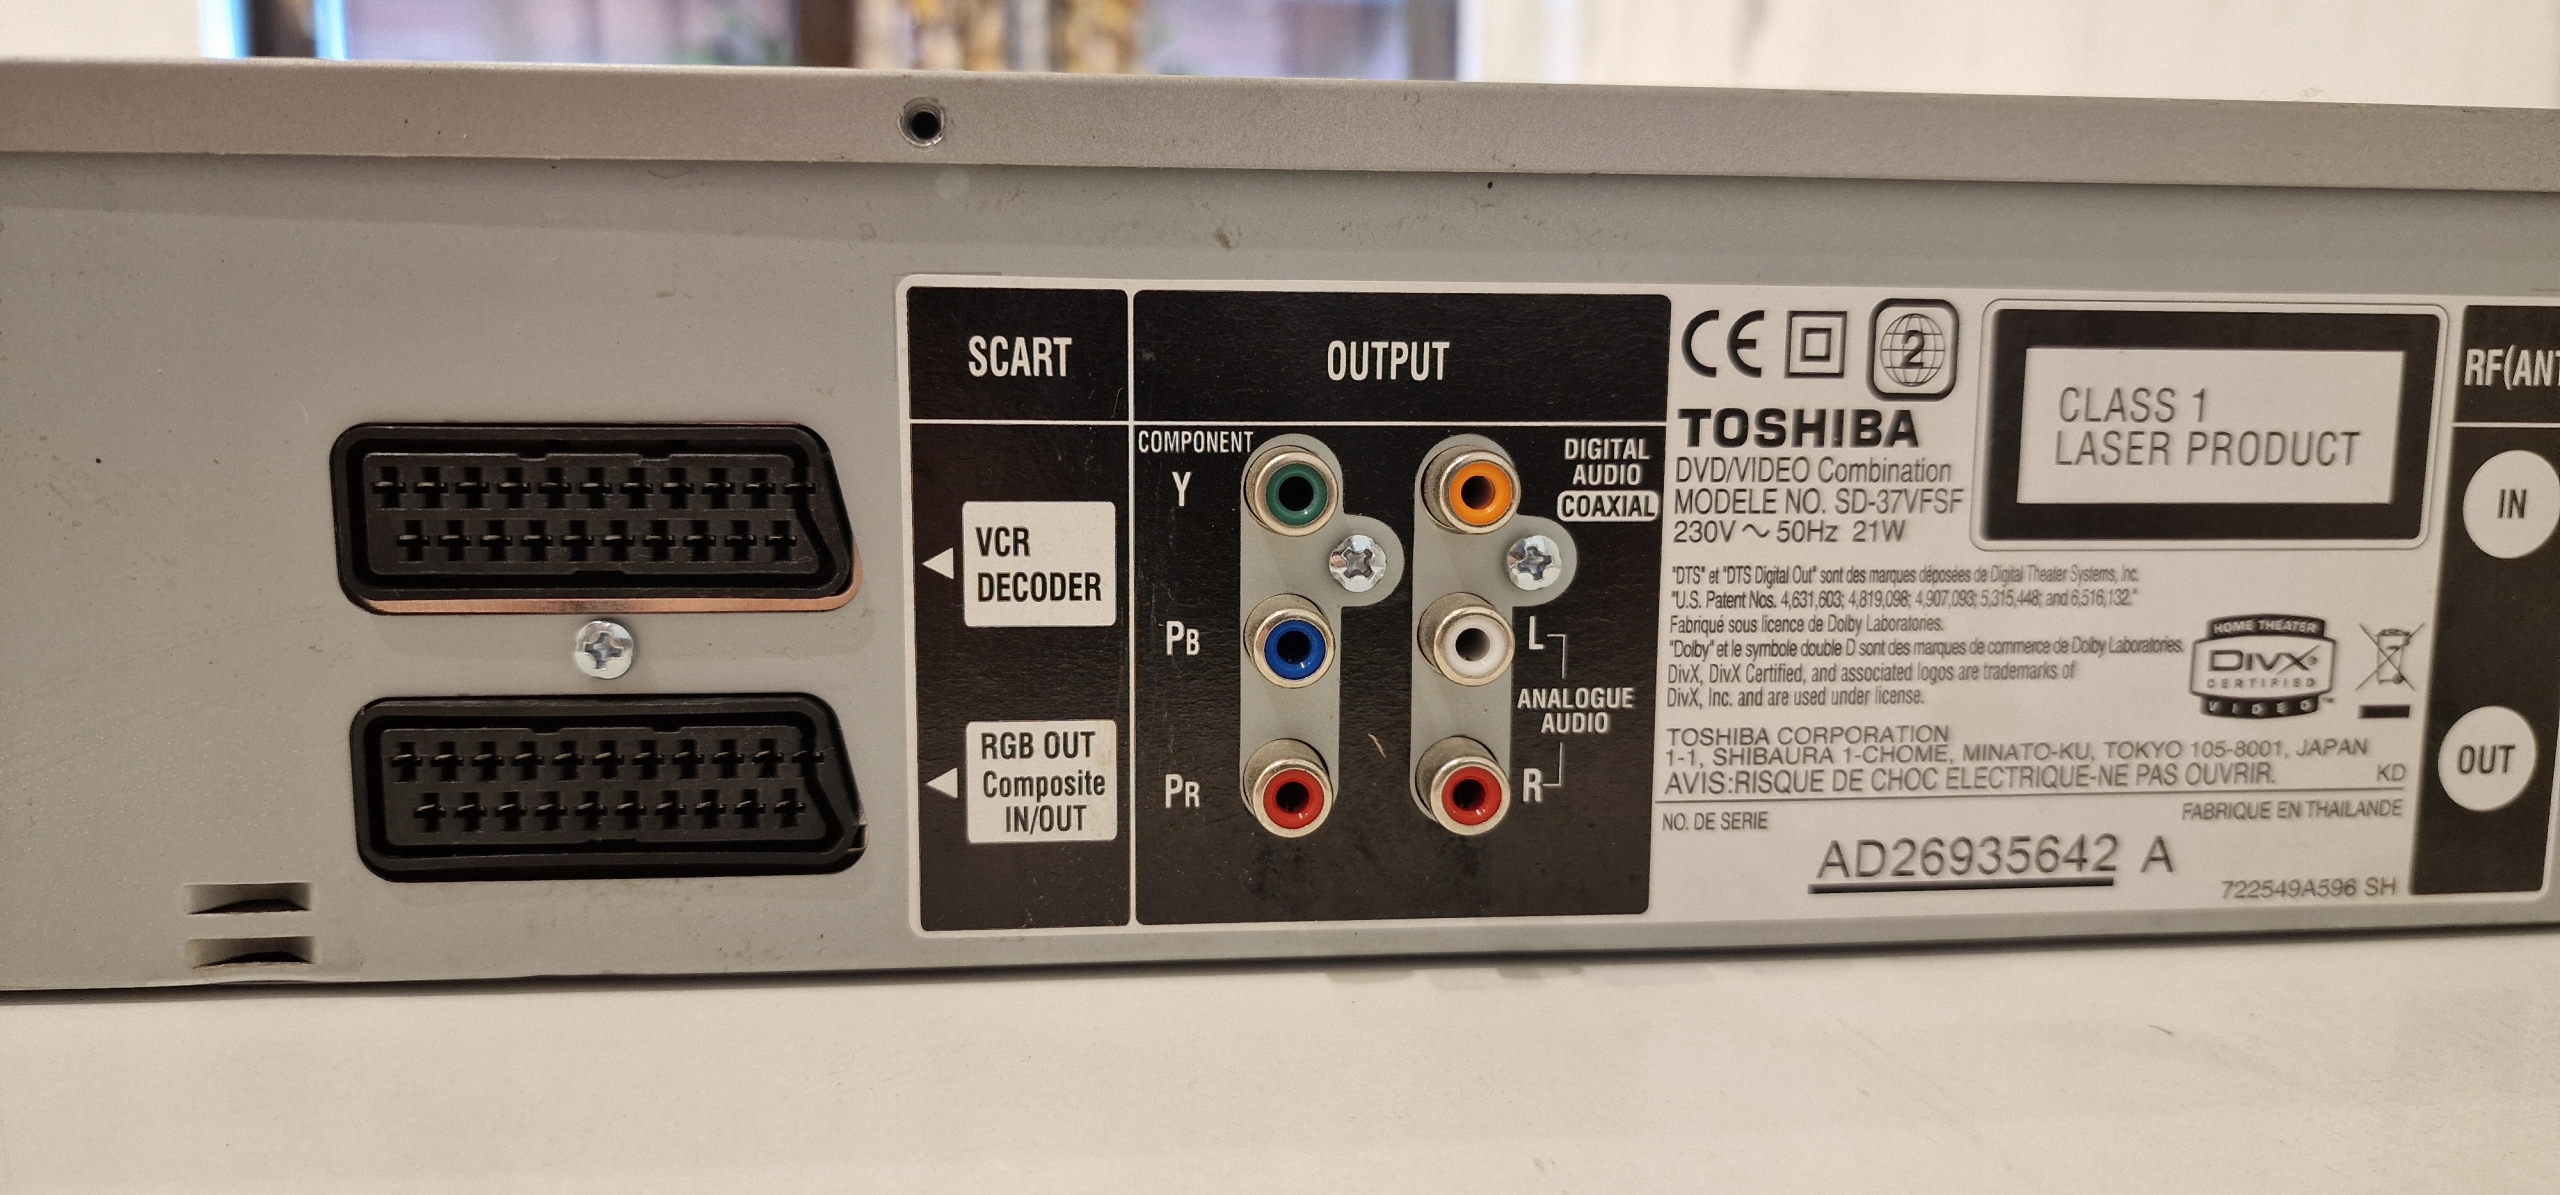 SCART
VCR
DECODER
RGB OUT
Composite
IN/OUT
OUTPUT
COMPONENT
Y
PB
PR
DIGITAL
AUDIO
COAXIAL
L
ANALOGUE
AUDIO
R
CE
2
TOSHIBA
DVD/VIDEO Combination
MODELE NO. SD-37VFSF
230V ~ 50Hz 21W
CLASS 1
LASER PRODUCT
"DTS" et "DTS Digital Out" sont des marques déposées de Digital Theater Systems, Inc.
"U.S. Patent Nos. 4,631,603; 4,819,098; 4,907,093; 5,315,448; and 6,516,132."
Fabriqué sous licence de Dolby Laboratories.
"Dolby" et le symbole double D sont des marques de commerce de Dolby Laboratories.
DivX, DivX Certified, and associated logos are trademarks of
DivX, Inc. and are used under license.
HOME THEATER
DIVX
CERTIFIED
VIDEO™
TOSHIBA CORPORATION
1-1, SHIBAURA 1-CHOME, MINATO-KU, TOKYO 105-8001, JAPAN
AVIS:RISQUE DE CHOC ELECTRIQUE-NE PAS OUVRIR. KD
NO. DE SERIE
FABRIQUE EN THAILANDE
AD26935642 A
722549A596 SH
RF(ANT
IN
OUT